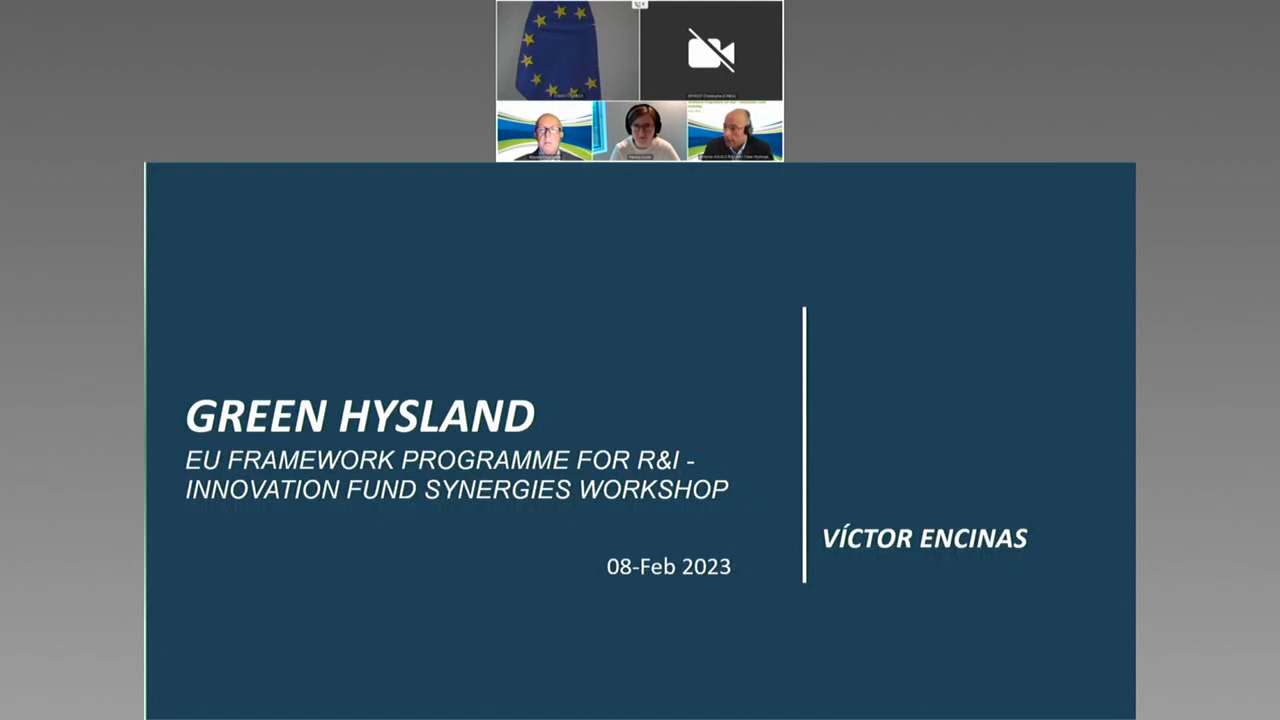 GREEN HYSLAND
EU FRAMEWORK PROGRAMME FOR R&I -
INNOVATION FUND SYNERGIES WORKSHOP
08-Feb 2023
VÍCTOR ENCINAS